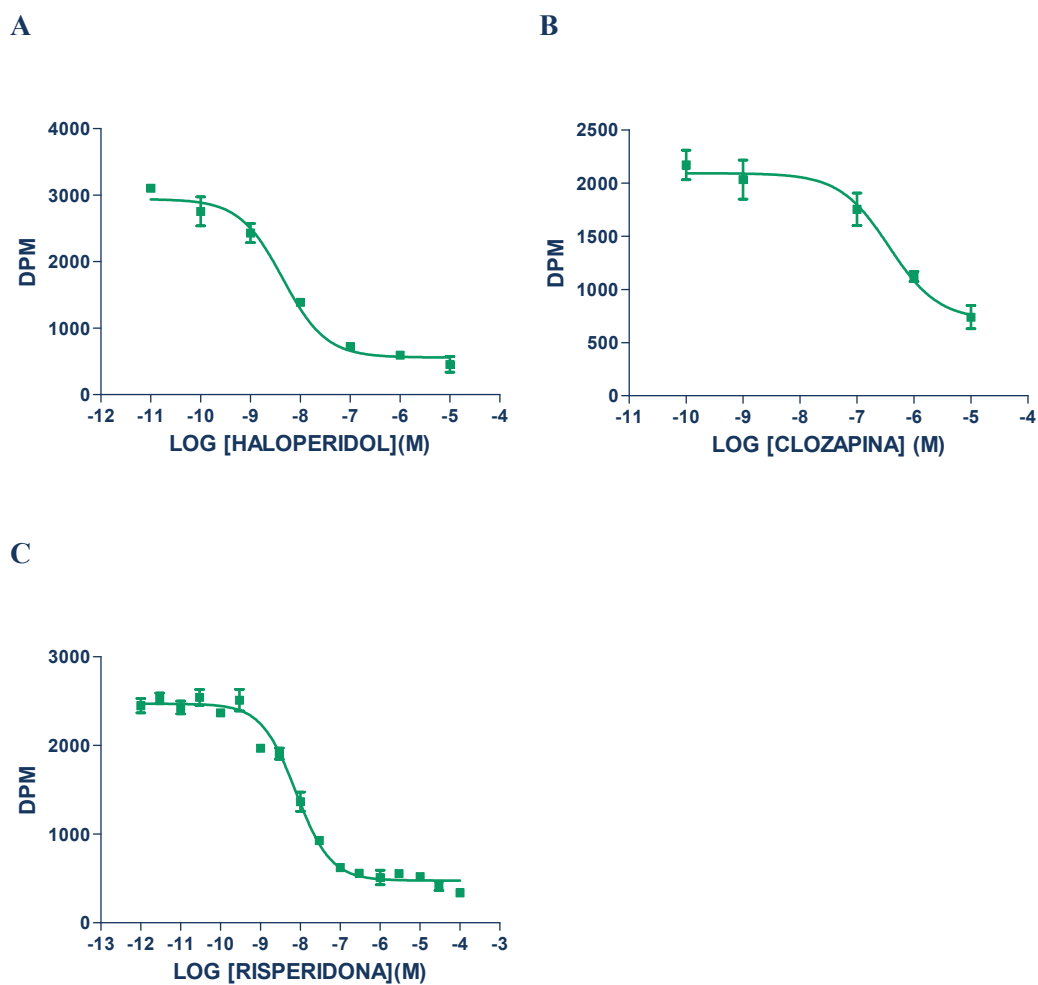 A
B
4000
3000
2000
1000
0
DPM
-12 -11 -10 -9 -8 -7 -6 -5 -4
LOG [HALOPERIDOL](M)
2500
2000
1500
1000
500
0
DPM
-11 -10 -9 -8 -7 -6 -5 -4
LOG [CLOZAPINA] (M)
C
3000
2000
1000
0
DPM
-13 -12 -11 -10 -9 -8 -7 -6 -5 -4 -3
LOG [RISPERIDONA](M)